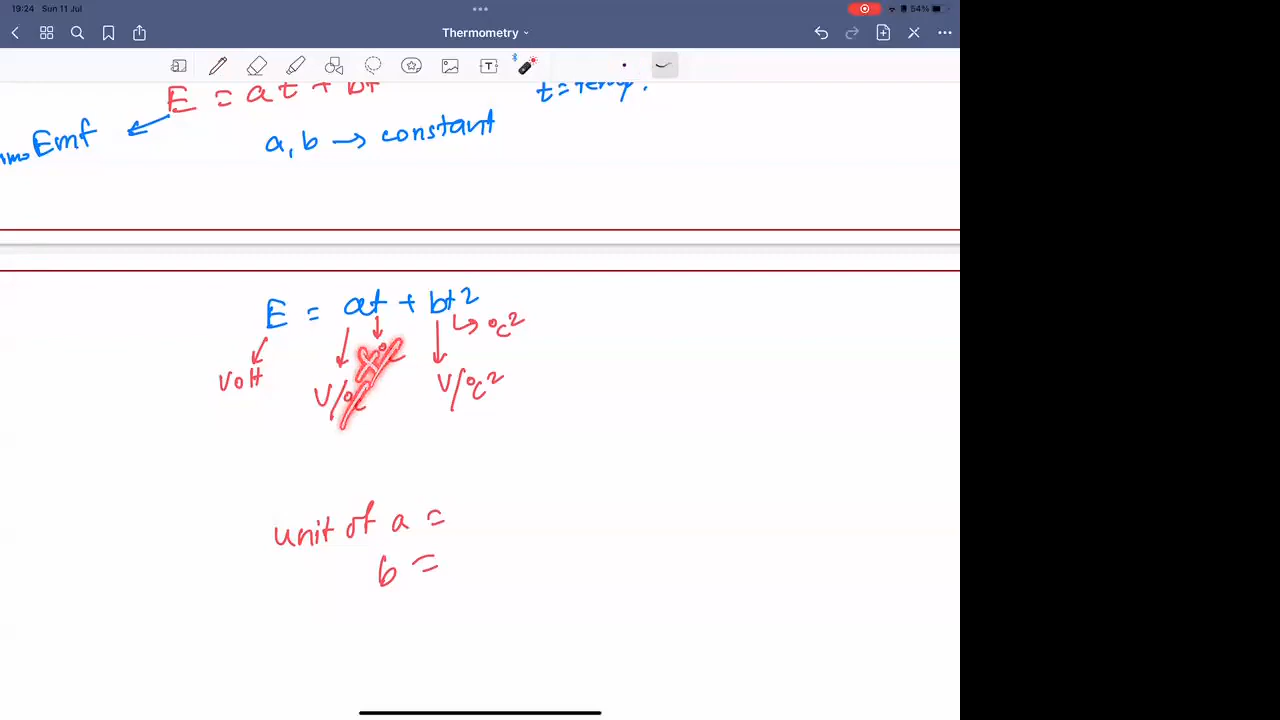 19:24 Sun 11 Jul
54%
Thermometry
E = at + bt
t = temp.
Emf
a, b → constant
E = at + bt2
°C2
°C
Volt
V/°C
V/°C2
unit of a =
b =